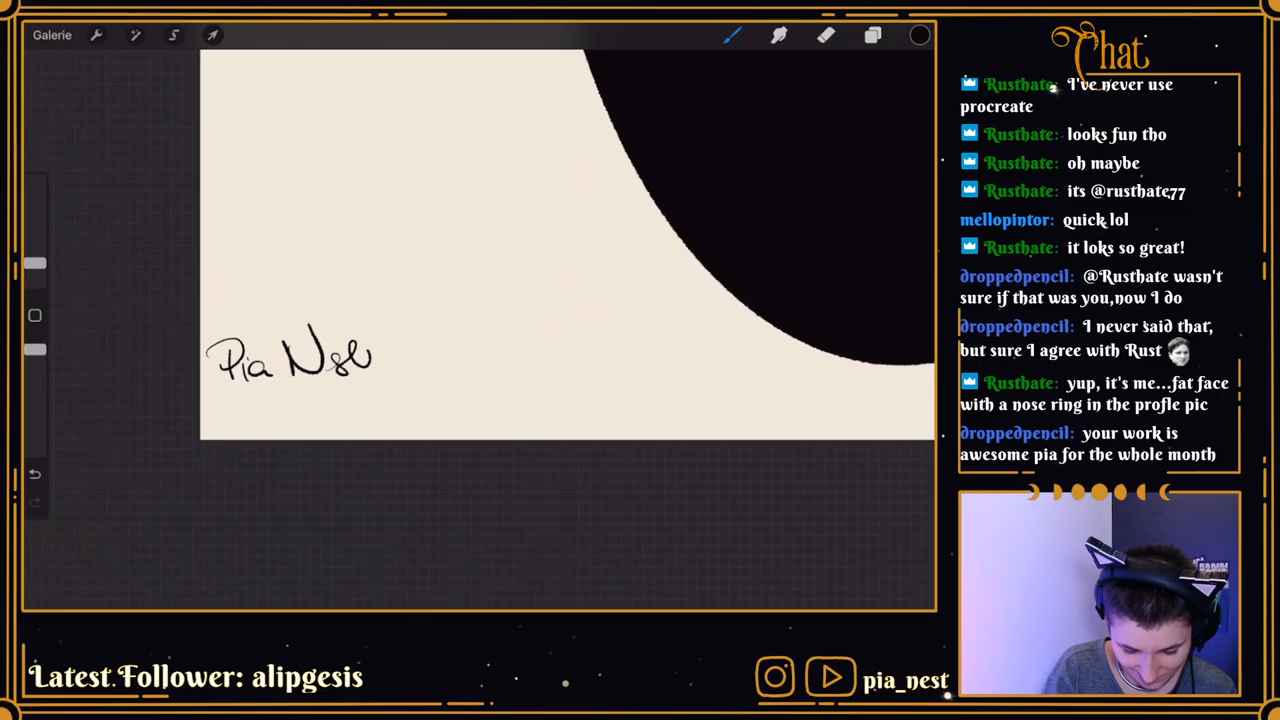 Galerie
Chat
Rusthate: I've never use
procreate
Rusthate: looks fun tho
Rusthate: oh maybe
Rusthate: its @rusthate77
mellopintor: quick lol
Rusthate: it loks so great!
droppedpencil: @Rusthate wasn't
sure if that was you,now I do
droppedpencil: I never said that,
but sure I agree with Rust
Rusthate: yup, it's me...fat face
with a nose ring in the profle pic
droppedpencil: your work is
awesome pia for the whole month
Pia
Latest Follower: alipgesis
pia_nest